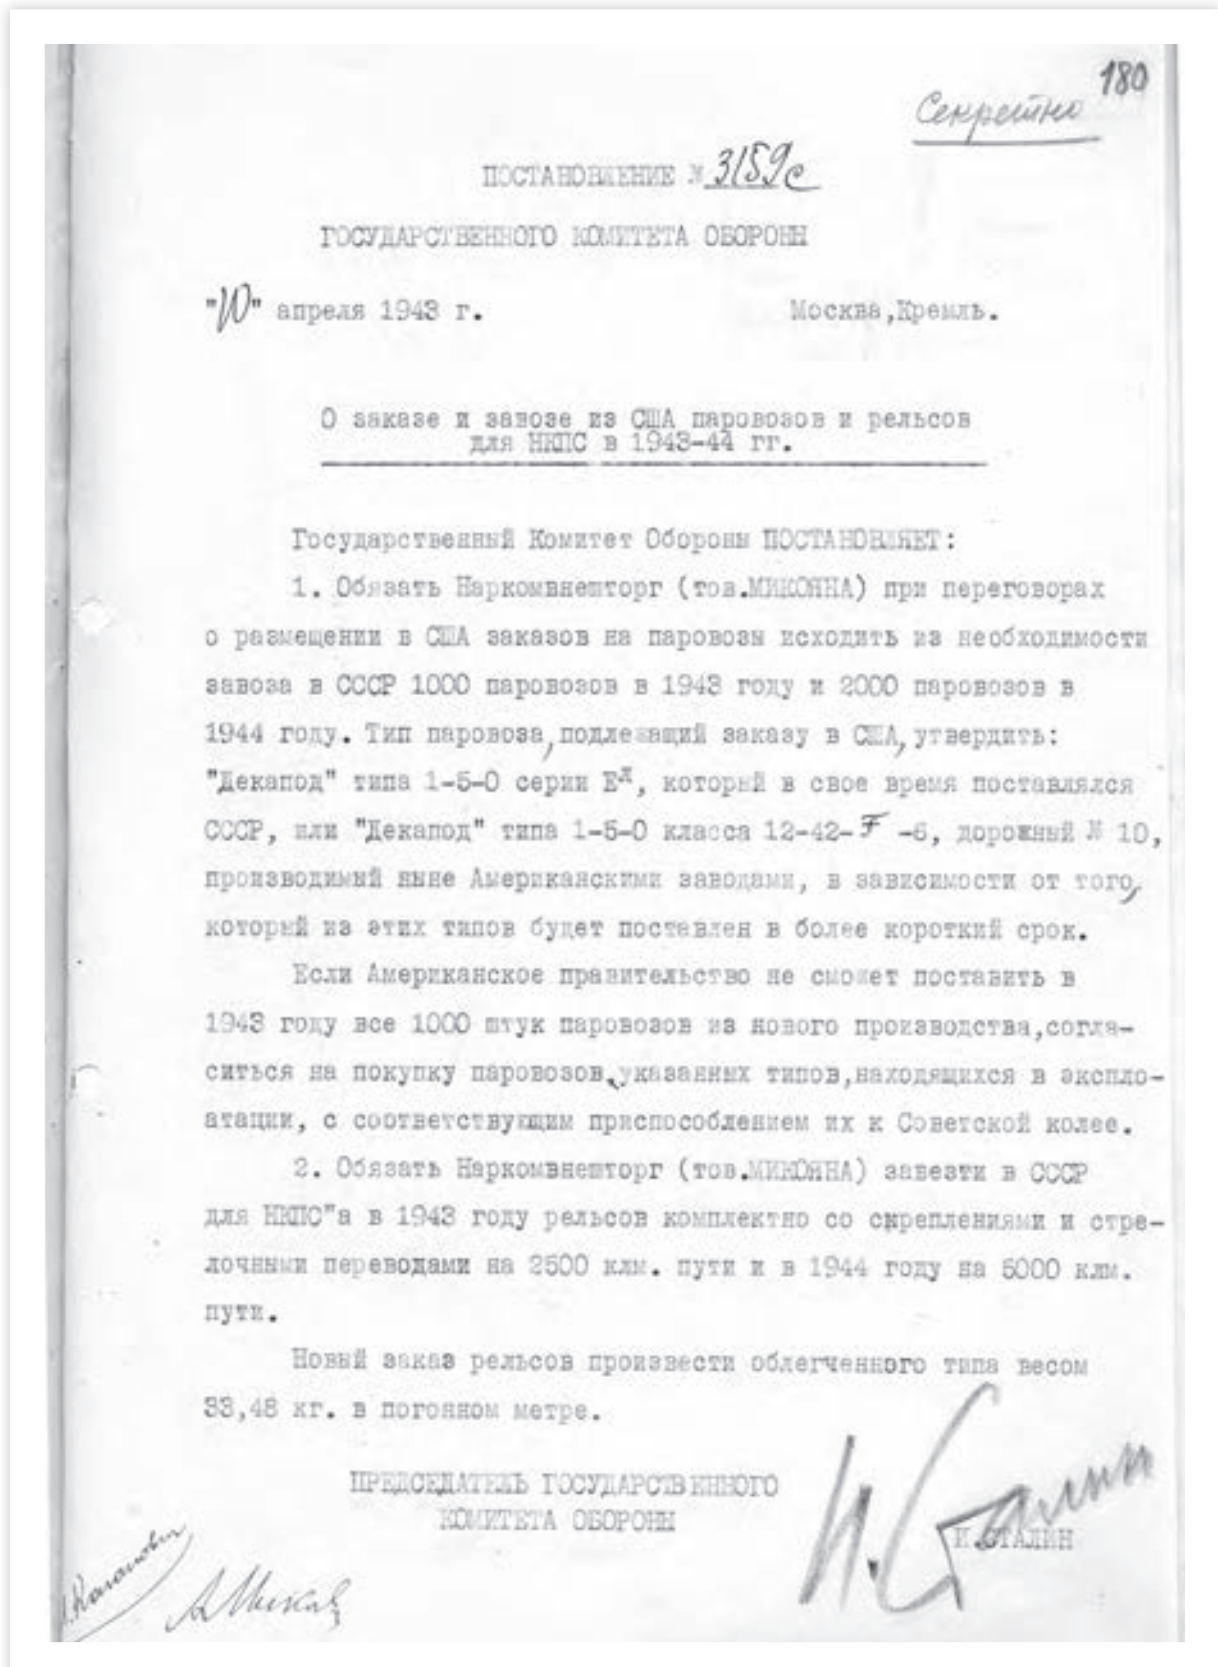 180
Секретно
ПОСТАНОВЛЕНИЕ № 3159с
ГОСУДАРСТВЕННОГО КОМИТЕТА ОБОРОНЫ
"10" апреля 1943 г. Москва,Кремль.
О заказе и завозе из США паровозов и рельсов
для НКПС в 1943-44 гг.
Государственный Комитет Обороны ПОСТАНОВЛЯЕТ:
1. Обязать Наркомвнешторг (тов.МИКОЯНА) при переговорах
о размещении в США заказов на паровозы исходить из необходимости
завоза в СССР 1000 паровозов в 1943 году и 2000 паровозов в
1944 году. Тип паровоза, подлежащий заказу в США, утвердить:
"Декапод" типа 1-5-0 серии Ел, который в свое время поставлялся
СССР, или "Декапод" типа 1-5-0 класса 12-42-F -6, дорожный № 10,
производимый ныне Американскими заводами, в зависимости от того,
который из этих типов будет поставлен в более короткий срок.
Если Американское правительство не сможет поставить в
1943 году все 1000 штук паровозов из нового производства,согла-
ситься на покупку паровозов указанных типов,находящихся в эксплo-
атации, с соответствующим приспособлением их к Советской колее.
2. Обязать Наркомвнешторг (тов.МИКОЯНА) завезти в СССР
для НКПС"а в 1943 году рельсов комплектно со скреплениями и стре-
лочными переводами на 2500 клм. пути и в 1944 году на 5000 клм.
пути.
Новый заказ рельсов произвести облегченного типа весом
33,48 кг. в погонном метре.
ПРЕДСЕДАТЕЛЬ ГОСУДАРСТВЕННОГО
КОМИТЕТА ОБОРОНЫ
И. Сталин
И.СТАЛИН
Л.Каганович
А.Микоян